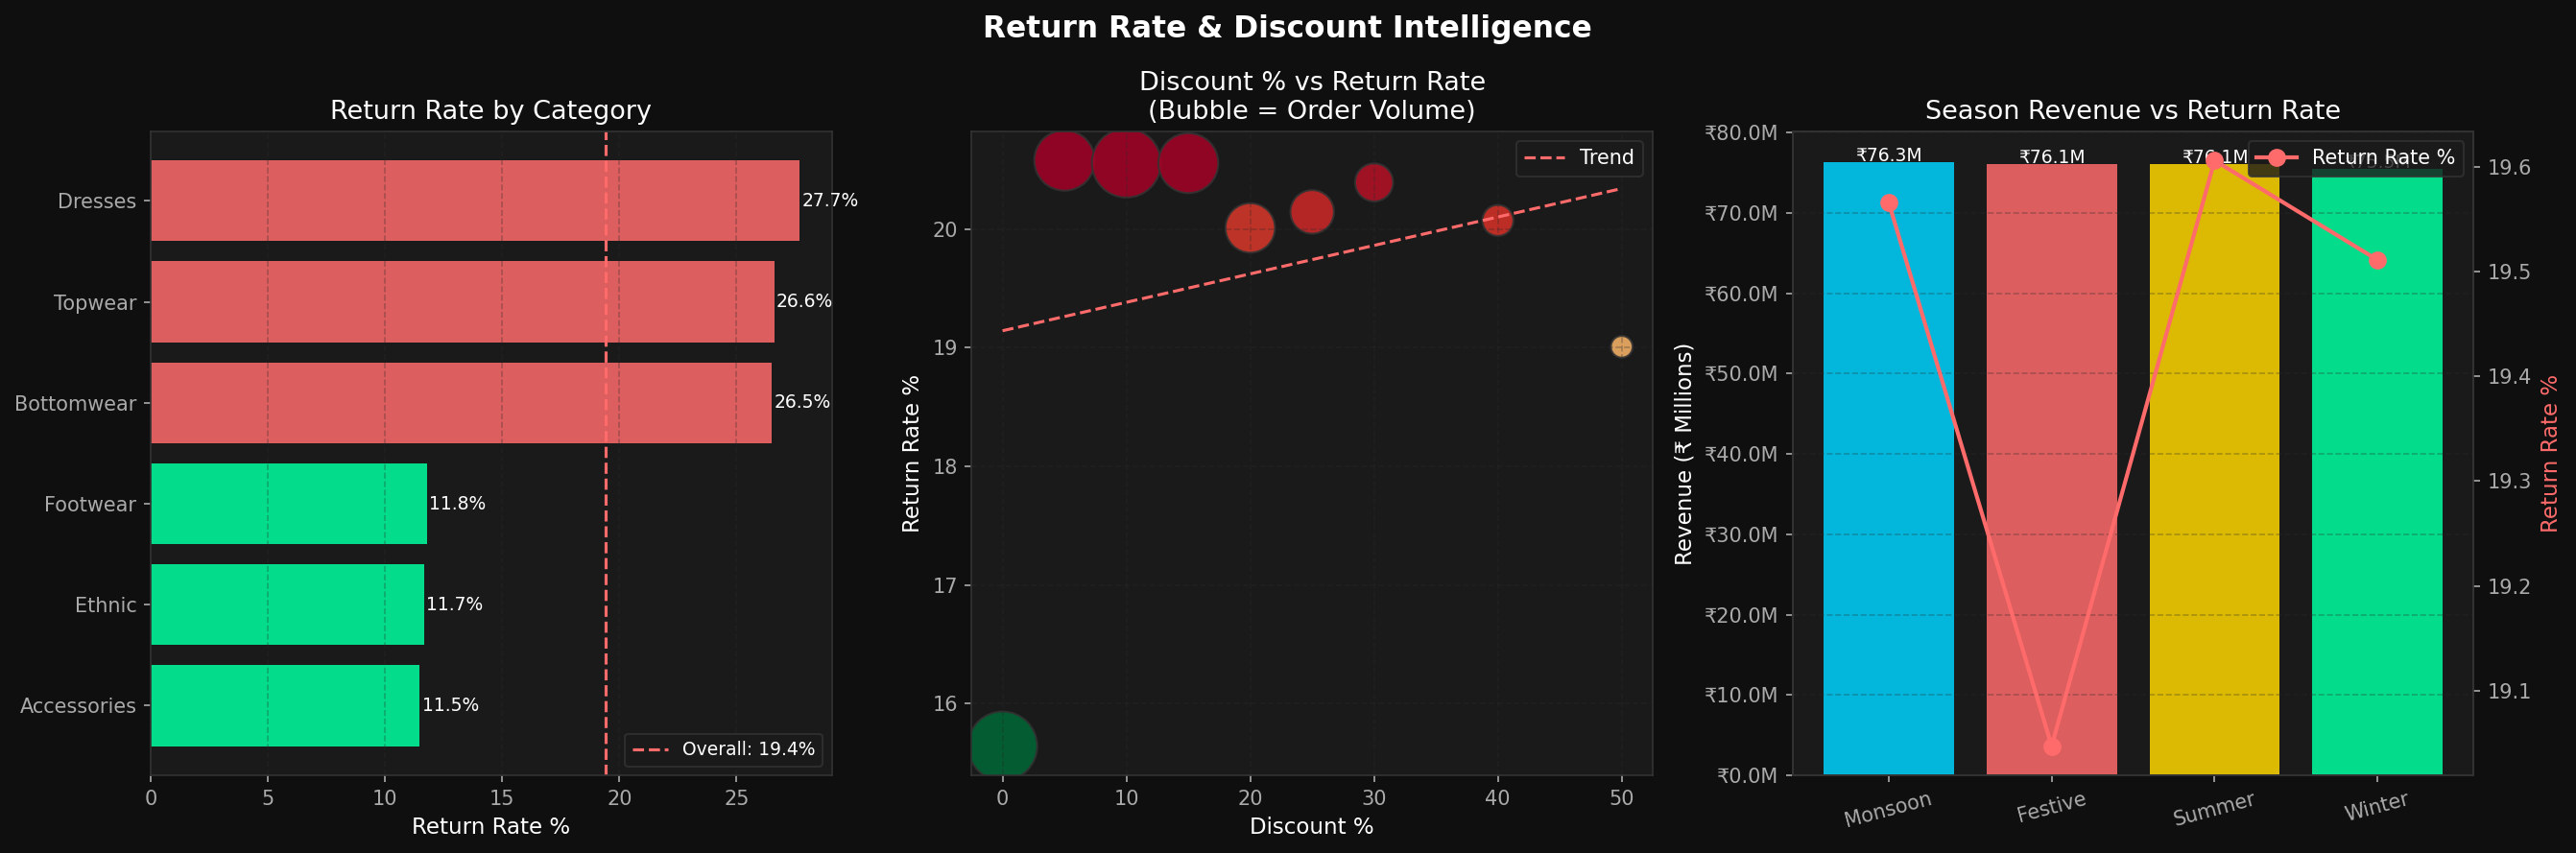 Return Rate & Discount Intelligence
Return Rate by Category
Dresses
Topwear
Bottomwear
Footwear
Ethnic
Accessories
27.7%
26.6%
26.5%
11.8%
11.7%
11.5%
Overall: 19.4%
0 5 10 15 20 25
Return Rate %
Discount % vs Return Rate
(Bubble = Order Volume)
Trend
Return Rate %
20
19
18
17
16
0 10 20 30 40 50
Discount %
Season Revenue vs Return Rate
Revenue (₹ Millions)
₹80.0M
₹70.0M
₹60.0M
₹50.0M
₹40.0M
₹30.0M
₹20.0M
₹10.0M
₹0.0M
₹76.3M
₹76.1M
₹76.1M
Return Rate %
19.6
19.5
19.4
19.3
19.2
19.1
Return Rate %
Monsoon
Festive
Summer
Winter